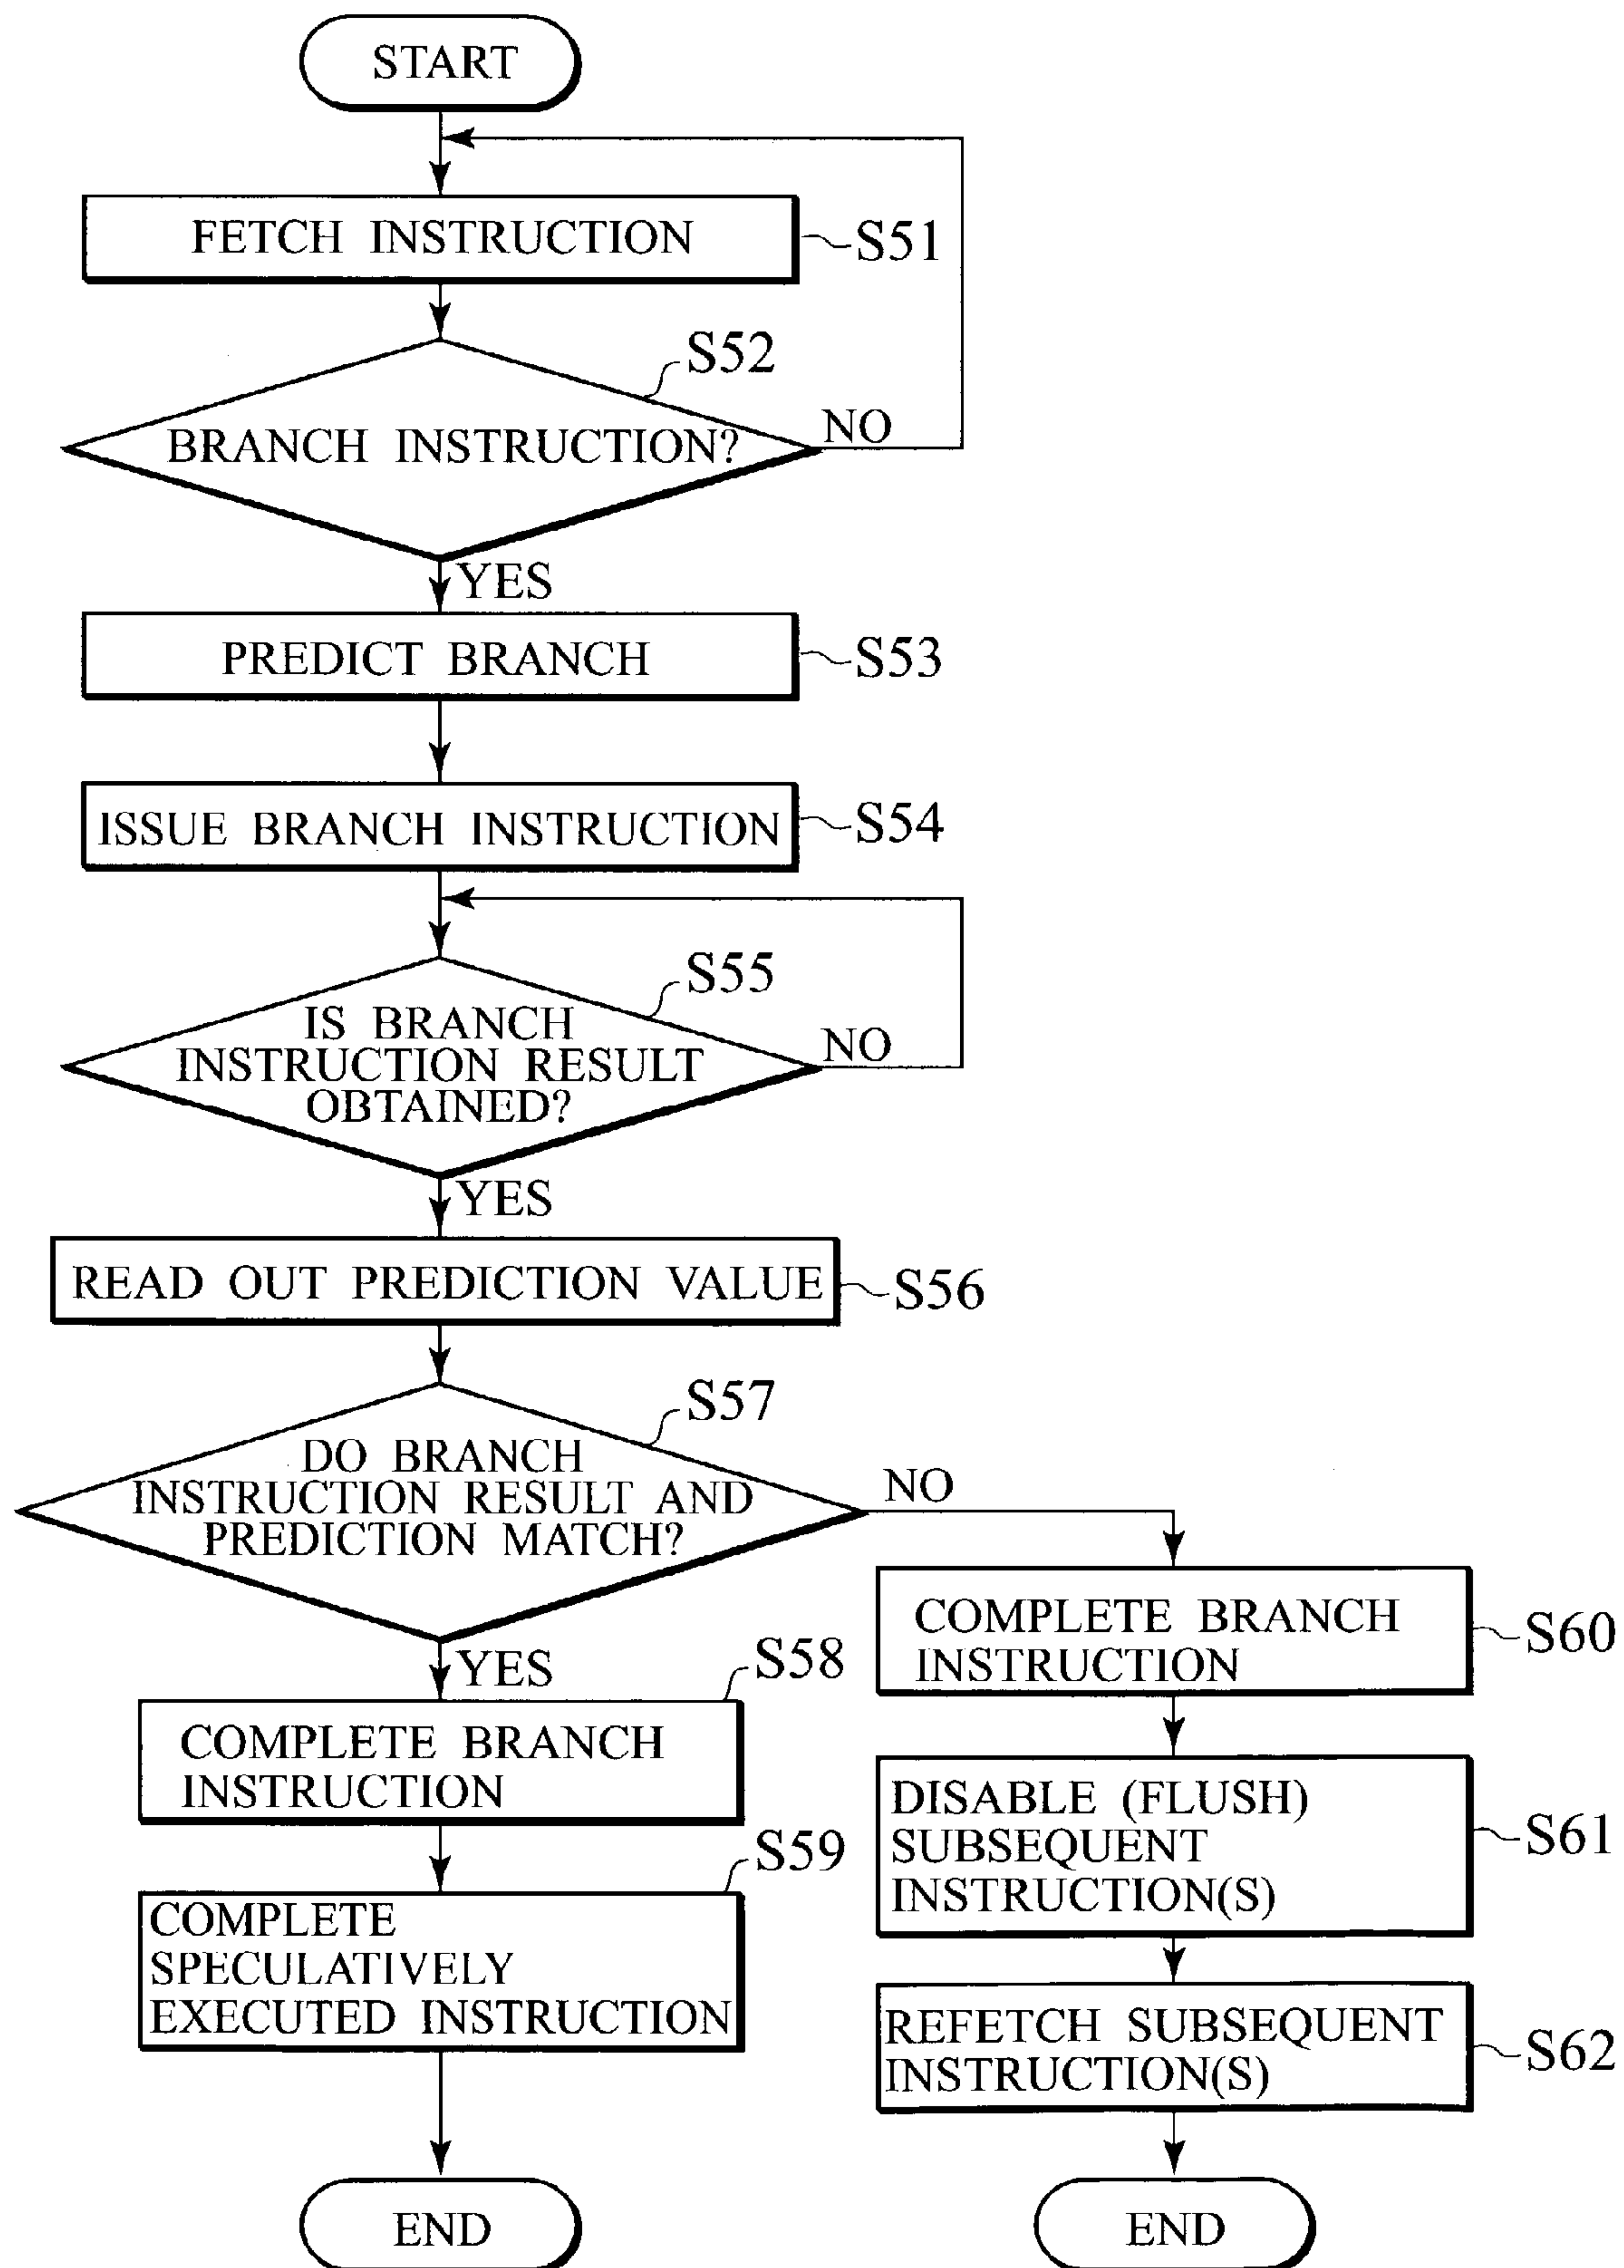 START
FETCH INSTRUCTION
S51
S52
BRANCH INSTRUCTION?
NO
YES
PREDICT BRANCH
S53
ISSUE BRANCH INSTRUCTION
S54
S55
IS BRANCH
INSTRUCTION RESULT
OBTAINED?
NO
YES
READ OUT PREDICTION VALUE
S56
S57
DO BRANCH
INSTRUCTION RESULT AND
PREDICTION MATCH?
NO
YES
S58
COMPLETE BRANCH
INSTRUCTION
S59
COMPLETE
SPECULATIVELY
EXECUTED INSTRUCTION
END
COMPLETE BRANCH
INSTRUCTION
S60
DISABLE (FLUSH)
SUBSEQUENT
INSTRUCTION(S)
S61
REFETCH SUBSEQUENT
INSTRUCTION(S)
S62
END